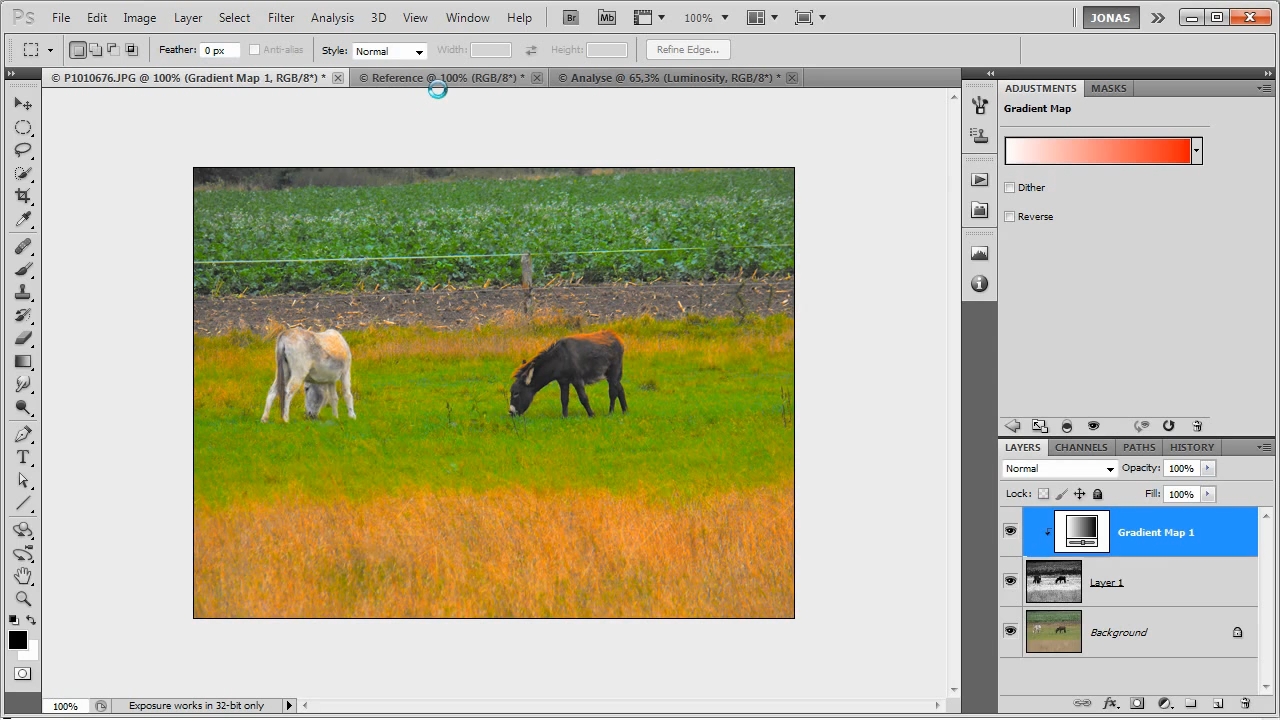 Ps File Edit Image Layer Select Filter Analysis 3D View Window Help Br Mb 100% JONAS
Feather: 0 px Anti-alias Style: Normal Width: Height: Refine Edge...
© P1010676.JPG @ 100% (Gradient Map 1, RGB/8*) * © Reference @ 100% (RGB/8*) * © Analyse @ 65,3% (Luminosity, RGB/8*) *
ADJUSTMENTS MASKS
Gradient Map
Dither
Reverse
LAYERS CHANNELS PATHS HISTORY
Normal Opacity: 100%
Lock: Fill: 100%
Gradient Map 1
Layer 1
Background
100% Exposure works in 32-bit only